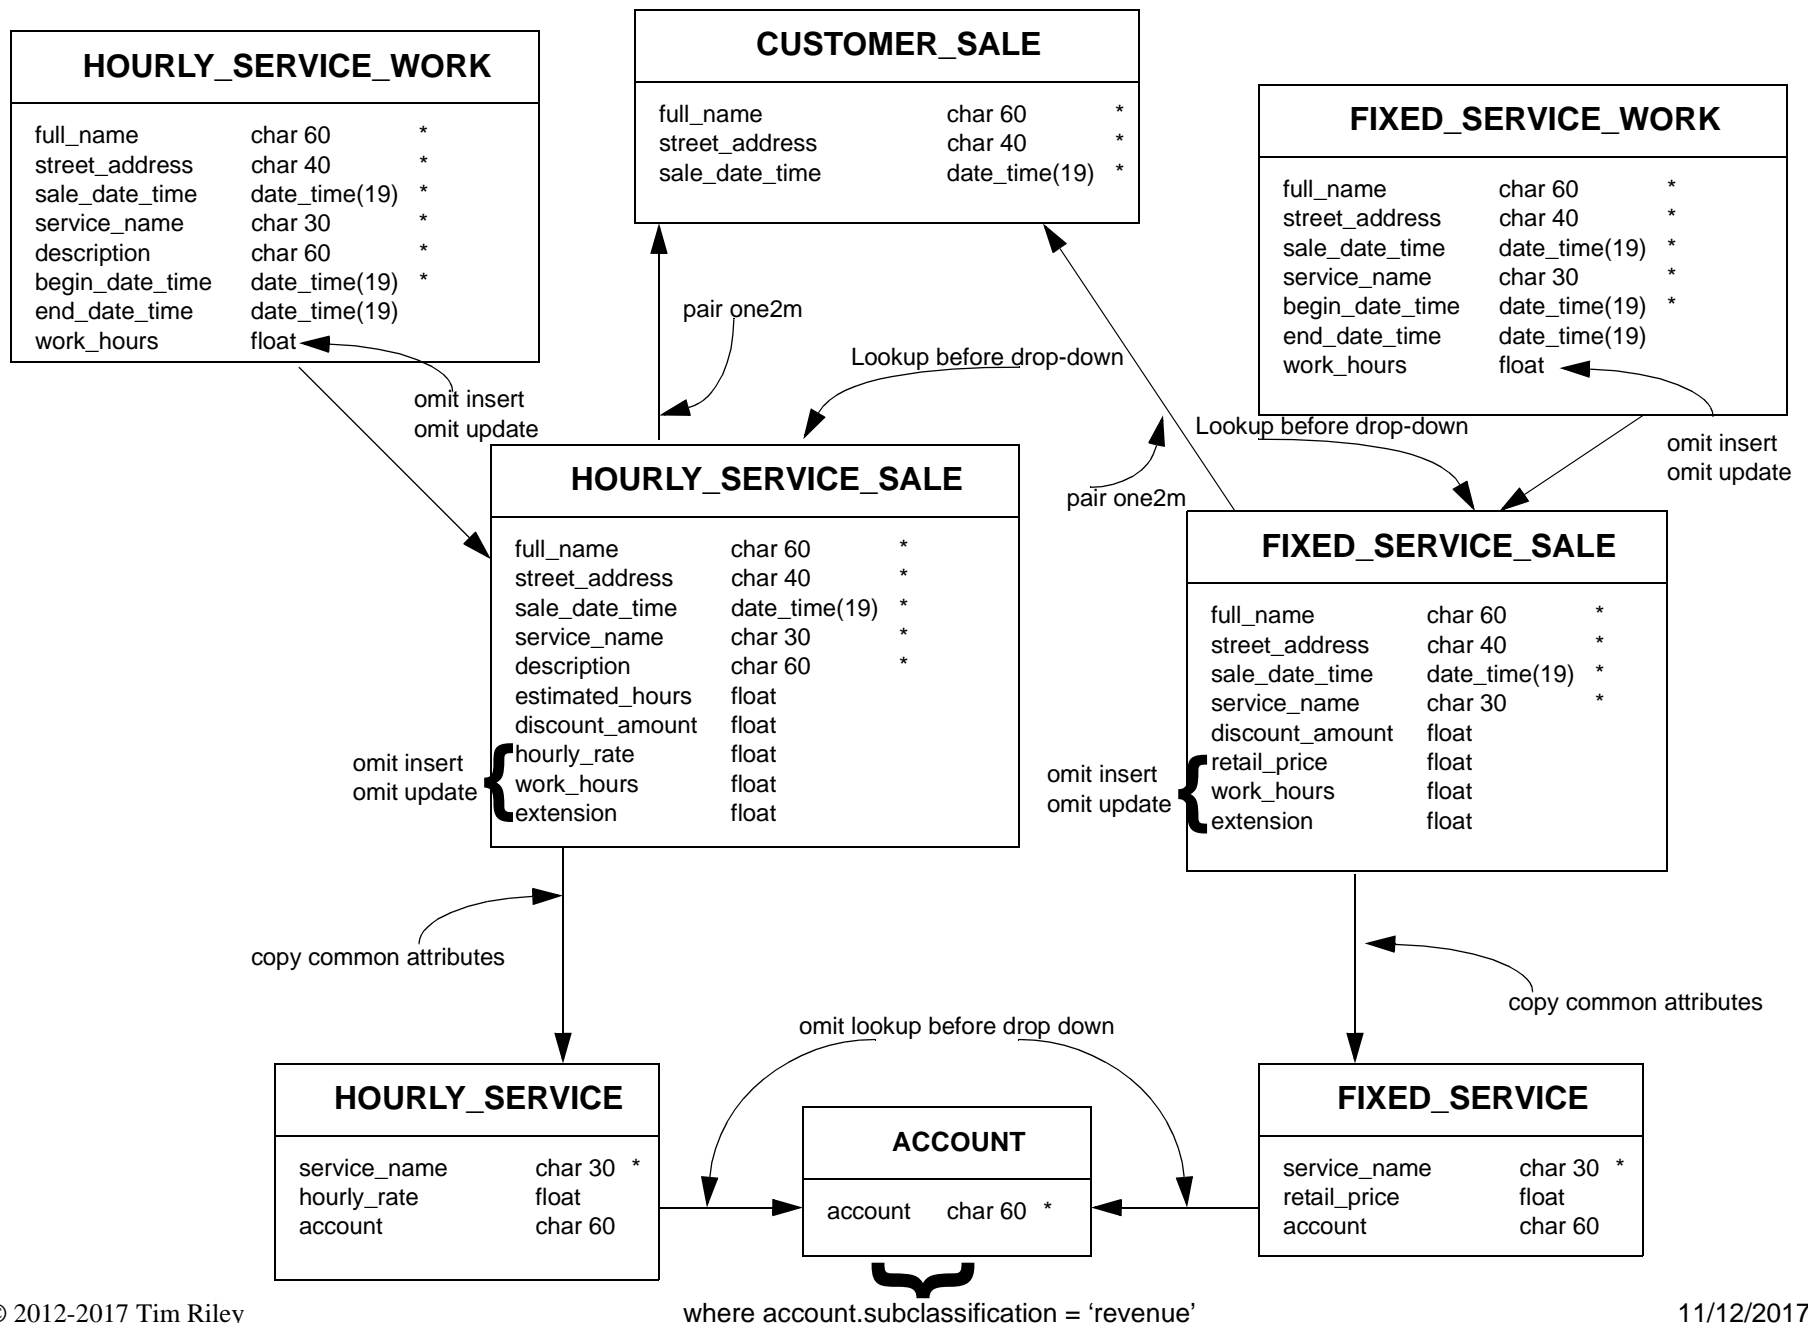 HOURLY_SERVICE_WORK
full_name char 60 *
street_address char 40 *
sale_date_time date_time(19) *
service_name char 30 *
description char 60 *
begin_date_time date_time(19) *
end_date_time date_time(19)
work_hours float
omit insert
omit update
CUSTOMER_SALE
full_name char 60 *
street_address char 40 *
sale_date_time date_time(19) *
FIXED_SERVICE_WORK
full_name char 60 *
street_address char 40 *
sale_date_time date_time(19) *
service_name char 30 *
begin_date_time date_time(19) *
end_date_time date_time(19)
work_hours float
omit insert
omit update
pair one2m
Lookup before drop-down
Lookup before drop-down
pair one2m
HOURLY_SERVICE_SALE
full_name char 60 *
street_address char 40 *
sale_date_time date_time(19) *
service_name char 30 *
description char 60 *
estimated_hours float
discount_amount float
hourly_rate float
work_hours float
extension float
omit insert
omit update
FIXED_SERVICE_SALE
full_name char 60 *
street_address char 40 *
sale_date_time date_time(19) *
service_name char 30 *
discount_amount float
retail_price float
work_hours float
extension float
omit insert
omit update
copy common attributes
copy common attributes
omit lookup before drop down
HOURLY_SERVICE
service_name char 30 *
hourly_rate float
account char 60
ACCOUNT
account char 60 *
FIXED_SERVICE
service_name char 30 *
retail_price float
account char 60
© 2012-2017 Tim Riley
where account.subclassification = ‘revenue’
11/12/2017